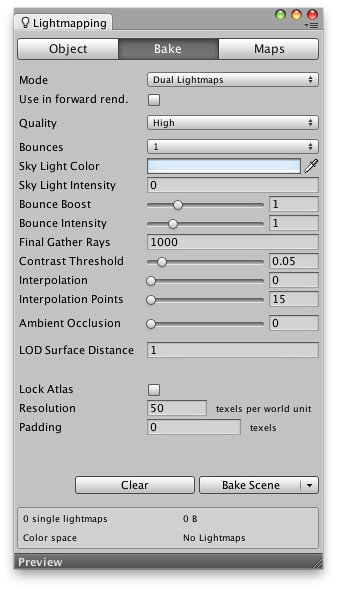 Lightmapping
Object Bake Maps
Mode Dual Lightmaps
Use in forward rend.
Quality High
Bounces 1
Sky Light Color
Sky Light Intensity 0
Bounce Boost 1
Bounce Intensity 1
Final Gather Rays 1000
Contrast Threshold 0.05
Interpolation 0
Interpolation Points 15
Ambient Occlusion 0
LOD Surface Distance 1
Lock Atlas
Resolution 50 texels per world unit
Padding 0 texels
Clear Bake Scene
0 single lightmaps 0 B
Color space No Lightmaps
Preview